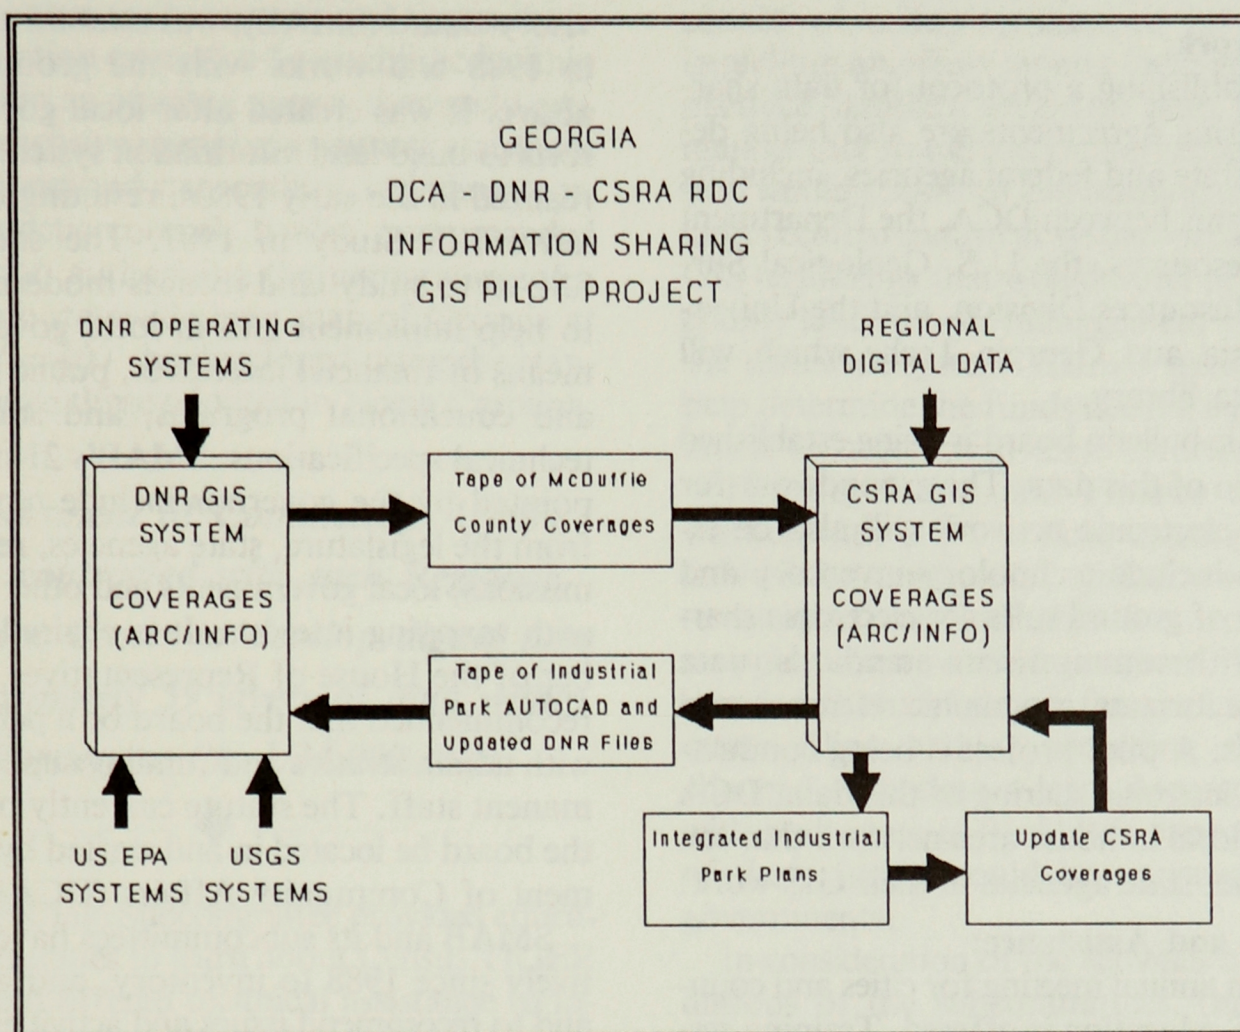 GEORGIA
DCA - DNR - CSRA RDC
INFORMATION SHARING
GIS PILOT PROJECT
DNR OPERATING
SYSTEMS
REGIONAL
DIGITAL DATA
DNR GIS
SYSTEM
COVERAGES
(ARC/INFO)
Tape of McDuffie
County Coverages
CSRA GIS
SYSTEM
COVERAGES
(ARC/INFO)
Tape of Industrial
Park AUTOCAD and
Updated DNR Files
US EPA
SYSTEMS
USGS
SYSTEMS
Integrated Industrial
Park Plans
Update CSRA
Coverages